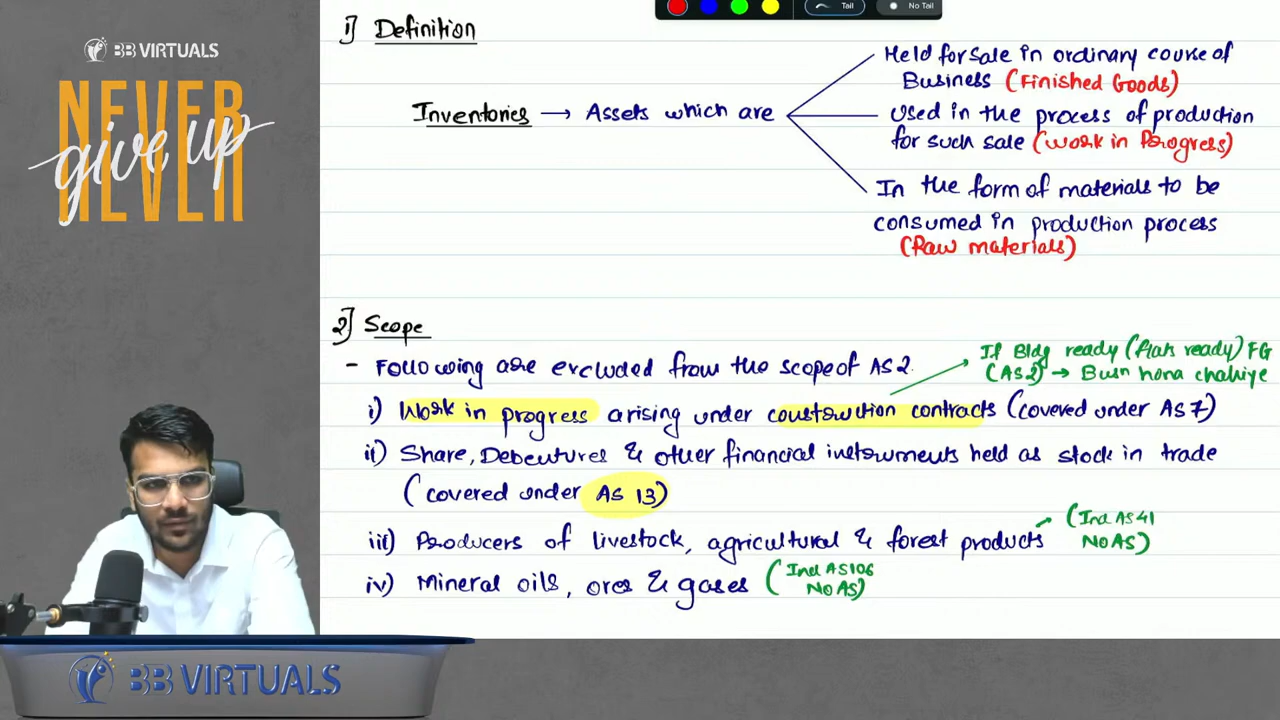 Tail
No Tail
BB VIRTUALS
NEVER
give up
NEVER
1] Definition
Inventories → Assets which are
Held for sale in ordinary course of
Business (Finished Goods)
Used in the process of production
for such sale (Work in Progress)
In the form of materials to be
consumed in production process
(Raw materials)
2] Scope
- Following are excluded from the scope of AS 2.
If Bldg ready (flats ready) FG
(AS 2) → Busn hona chahiye
i) Work in progress arising under construction contracts (covered under AS 7)
ii) Share, Debentures & other financial instruments held as stock in trade
(covered under AS 13)
iii) Producers of livestock, agricultural & forest products
(Ind AS 41
No AS)
iv) Mineral oils, ores & gases
(Ind AS 106
No AS)
BB VIRTUALS